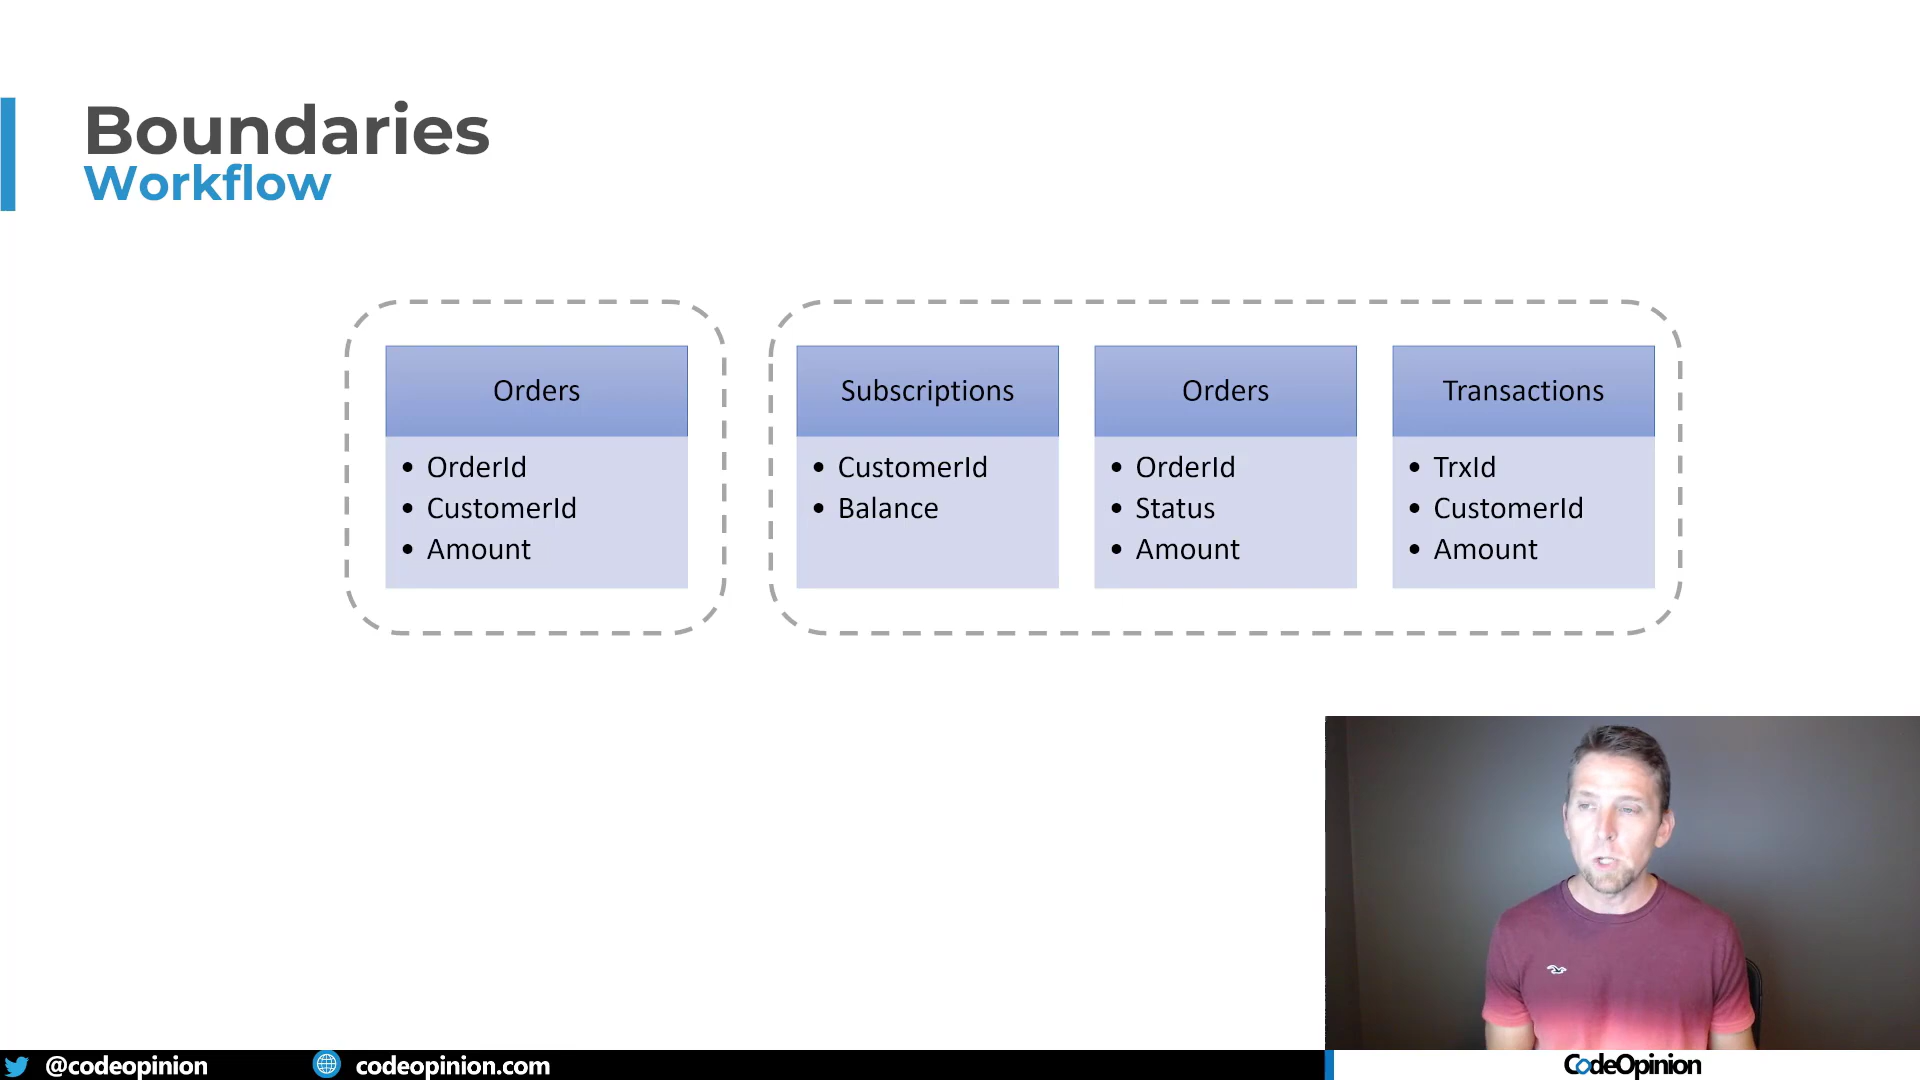 Boundaries
Workflow
Orders
• OrderId
• CustomerId
• Amount
Subscriptions
• CustomerId
• Balance
Orders
• OrderId
• Status
• Amount
Transactions
• TrxId
• CustomerId
• Amount
@codeopinion
codeopinion.com
CodeOpinion